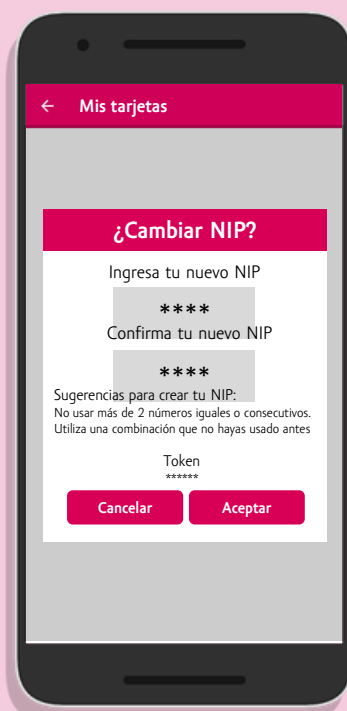 ← Mis tarjetas
¿Cambiar NIP?
Ingresa tu nuevo NIP
****
Confirma tu nuevo NIP
****
Sugerencias para crear tu NIP:
No usar más de 2 números iguales o consecutivos.
Utiliza una combinación que no hayas usado antes
Token
******
Cancelar Aceptar